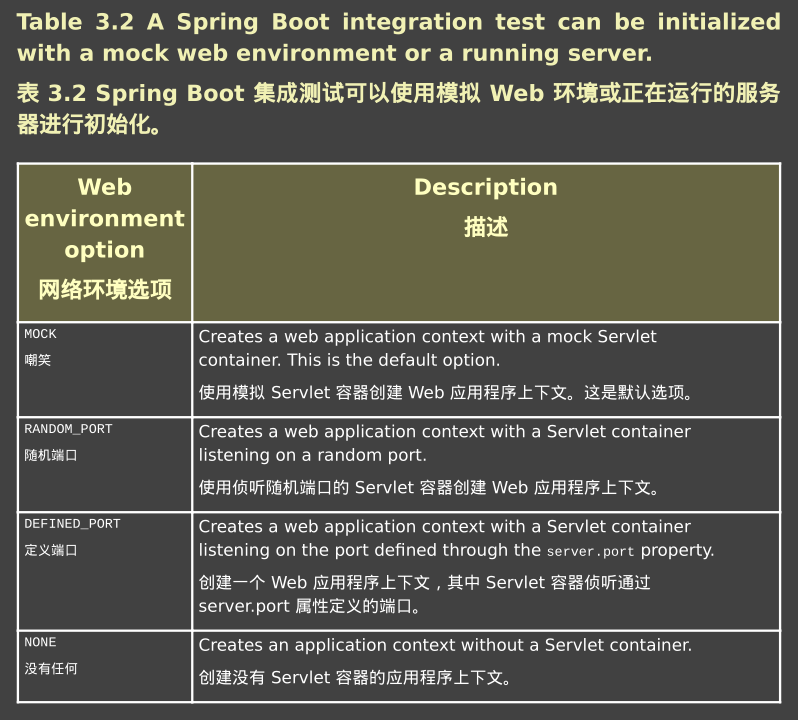 Table 3.2 A Spring Boot integration test can be initialized
with a mock web environment or a running server.
表 3.2 Spring Boot 集成测试可以使用模拟 Web 环境或正在运行的服务
器进行初始化。
Web
environment
option
网络环境选项
Description
描述
MOCK
嘲笑
Creates a web application context with a mock Servlet
container. This is the default option.
使用模拟 Servlet 容器创建 Web 应用程序上下文。这是默认选项。
RANDOM_PORT
随机端口
Creates a web application context with a Servlet container
listening on a random port.
使用侦听随机端口的 Servlet 容器创建 Web 应用程序上下文。
DEFINED_PORT
定义端口
Creates a web application context with a Servlet container
listening on the port defined through the server.port property.
创建一个 Web 应用程序上下文，其中 Servlet 容器侦听通过
server.port 属性定义的端口。
NONE
没有任何
Creates an application context without a Servlet container.
创建没有 Servlet 容器的应用程序上下文。